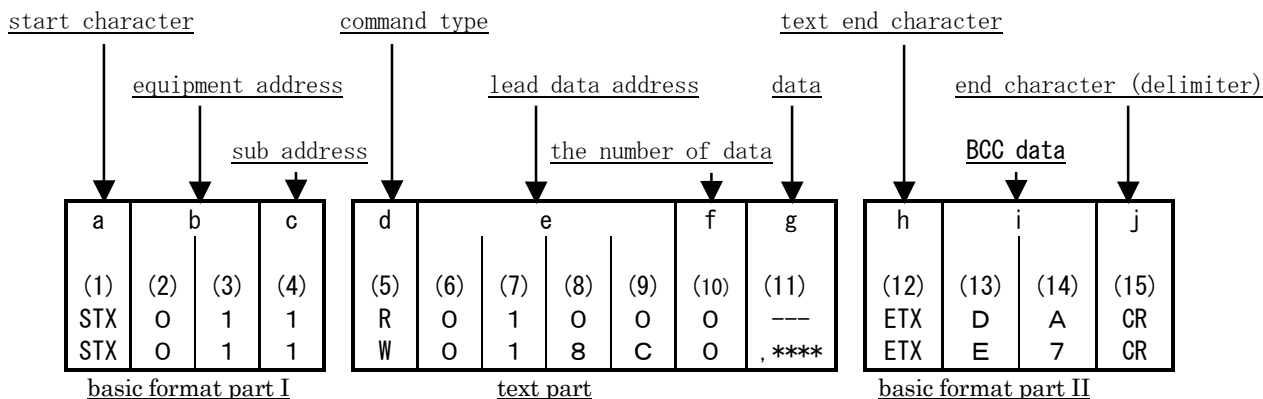 start character command type text end character
equipment address lead data address data end character (delimiter)
sub address the number of data BCC data
a b c d e f g h i j
(1) (2) (3) (4) (5) (6) (7) (8) (9) (10) (11) (12) (13) (14) (15)
STX 0 1 1 R 0 1 0 0 0 --- ETX D A CR
STX 0 1 1 W 0 1 8 C 0 ,**** ETX E 7 CR
basic format part I text part basic format part II